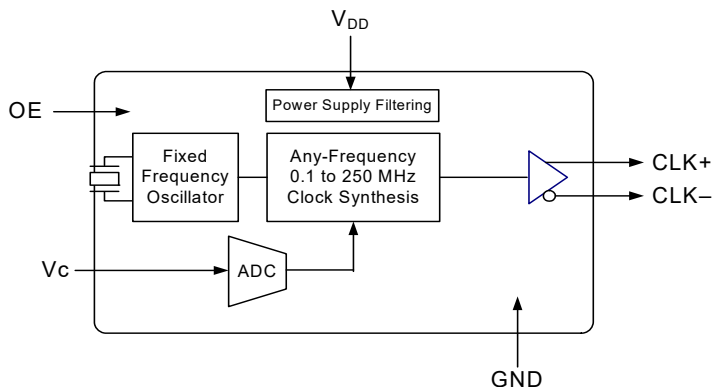 V_DD
OE
Power Supply Filtering
Fixed
Frequency
Oscillator
Any-Frequency
0.1 to 250 MHz
Clock Synthesis
CLK+
CLK–
Vc
ADC
GND